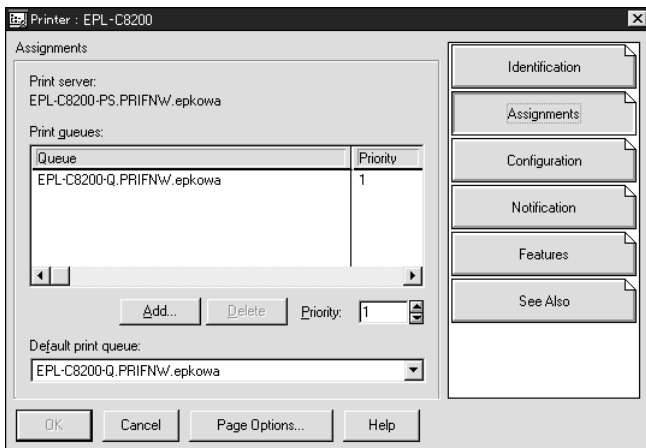 Printer : EPL-C8200
Assignments
Print server:
EPL-C8200-PS.PRIFNW.epkowa
Print queues:
Queue Priority
EPL-C8200-Q.PRIFNW.epkowa 1
Add... Delete Priority: 1
Default print queue:
EPL-C8200-Q.PRIFNW.epkowa
OK Cancel Page Options... Help
Identification
Assignments
Configuration
Notification
Features
See Also